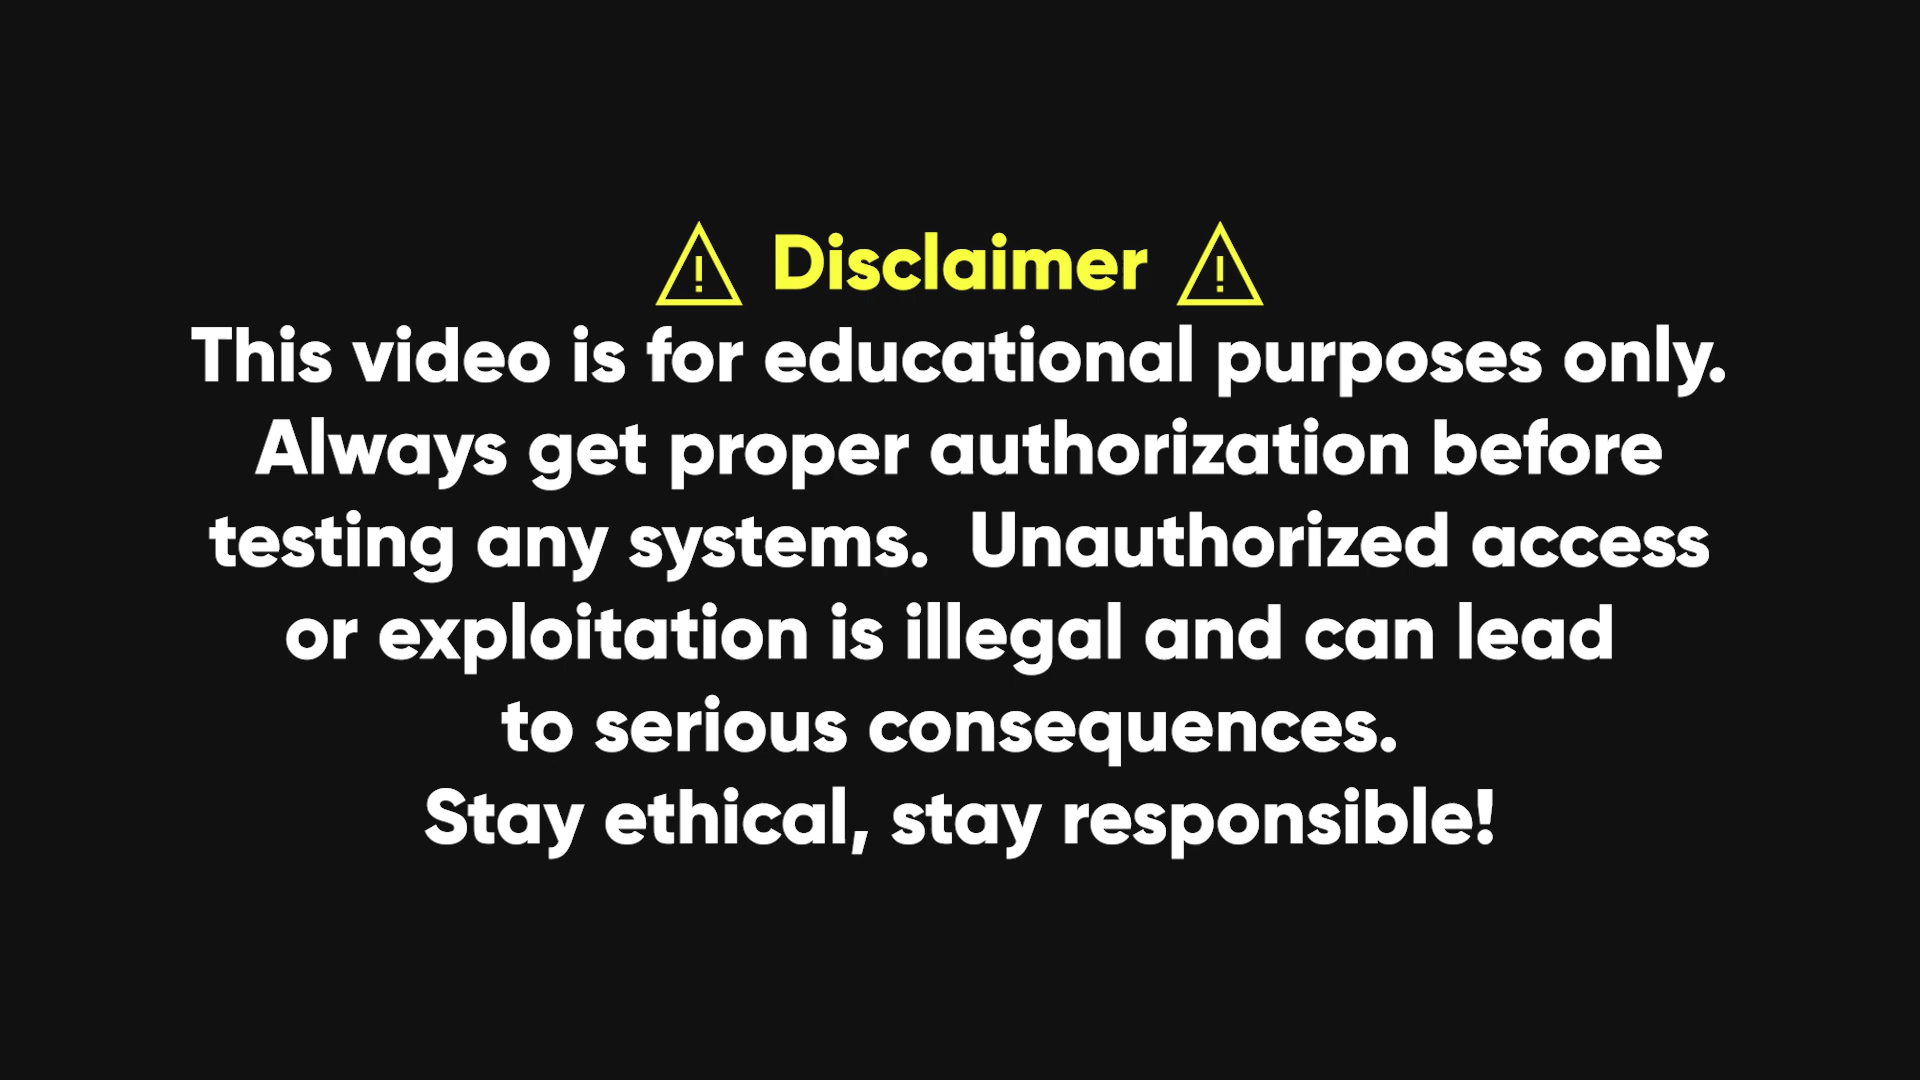 ⚠ Disclaimer ⚠
This video is for educational purposes only.
Always get proper authorization before
testing any systems.  Unauthorized access
or exploitation is illegal and can lead
to serious consequences.
Stay ethical, stay responsible!